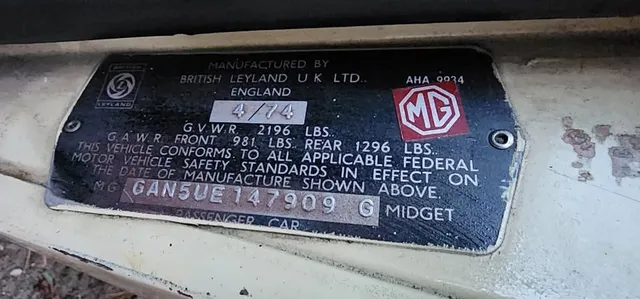 BRITISH
LEYLAND
MANUFACTURED BY
BRITISH LEYLAND U K LTD..
ENGLAND
AHA 9934
4/74
MG
G.V.W.R. 2196 LBS..
G.A.W.R. FRONT 981 LBS. REAR 1296 LBS..
THIS VEHICLE CONFORMS TO ALL APPLICABLE FEDERAL
MOTOR VEHICLE SAFETY STANDARDS IN EFFECT ON
THE DATE OF MANUFACTURE SHOWN ABOVE.
MG GAN5UE147909 G MIDGET
PASSENGER CAR